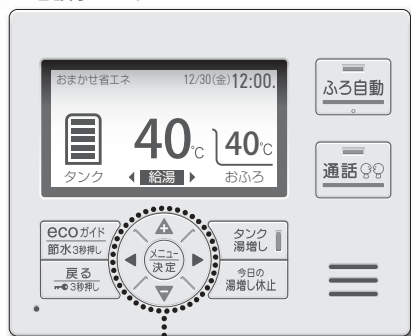 おまかせ省エネ 12/30(金)12:00.
40℃ 40℃
タンク 給湯 おふろ
ふろ自動
通話
ecoガイド
節水3秒押し
戻る
3秒押し
メニュー
決定
タンク
湯増し
今日の
湯増し休止